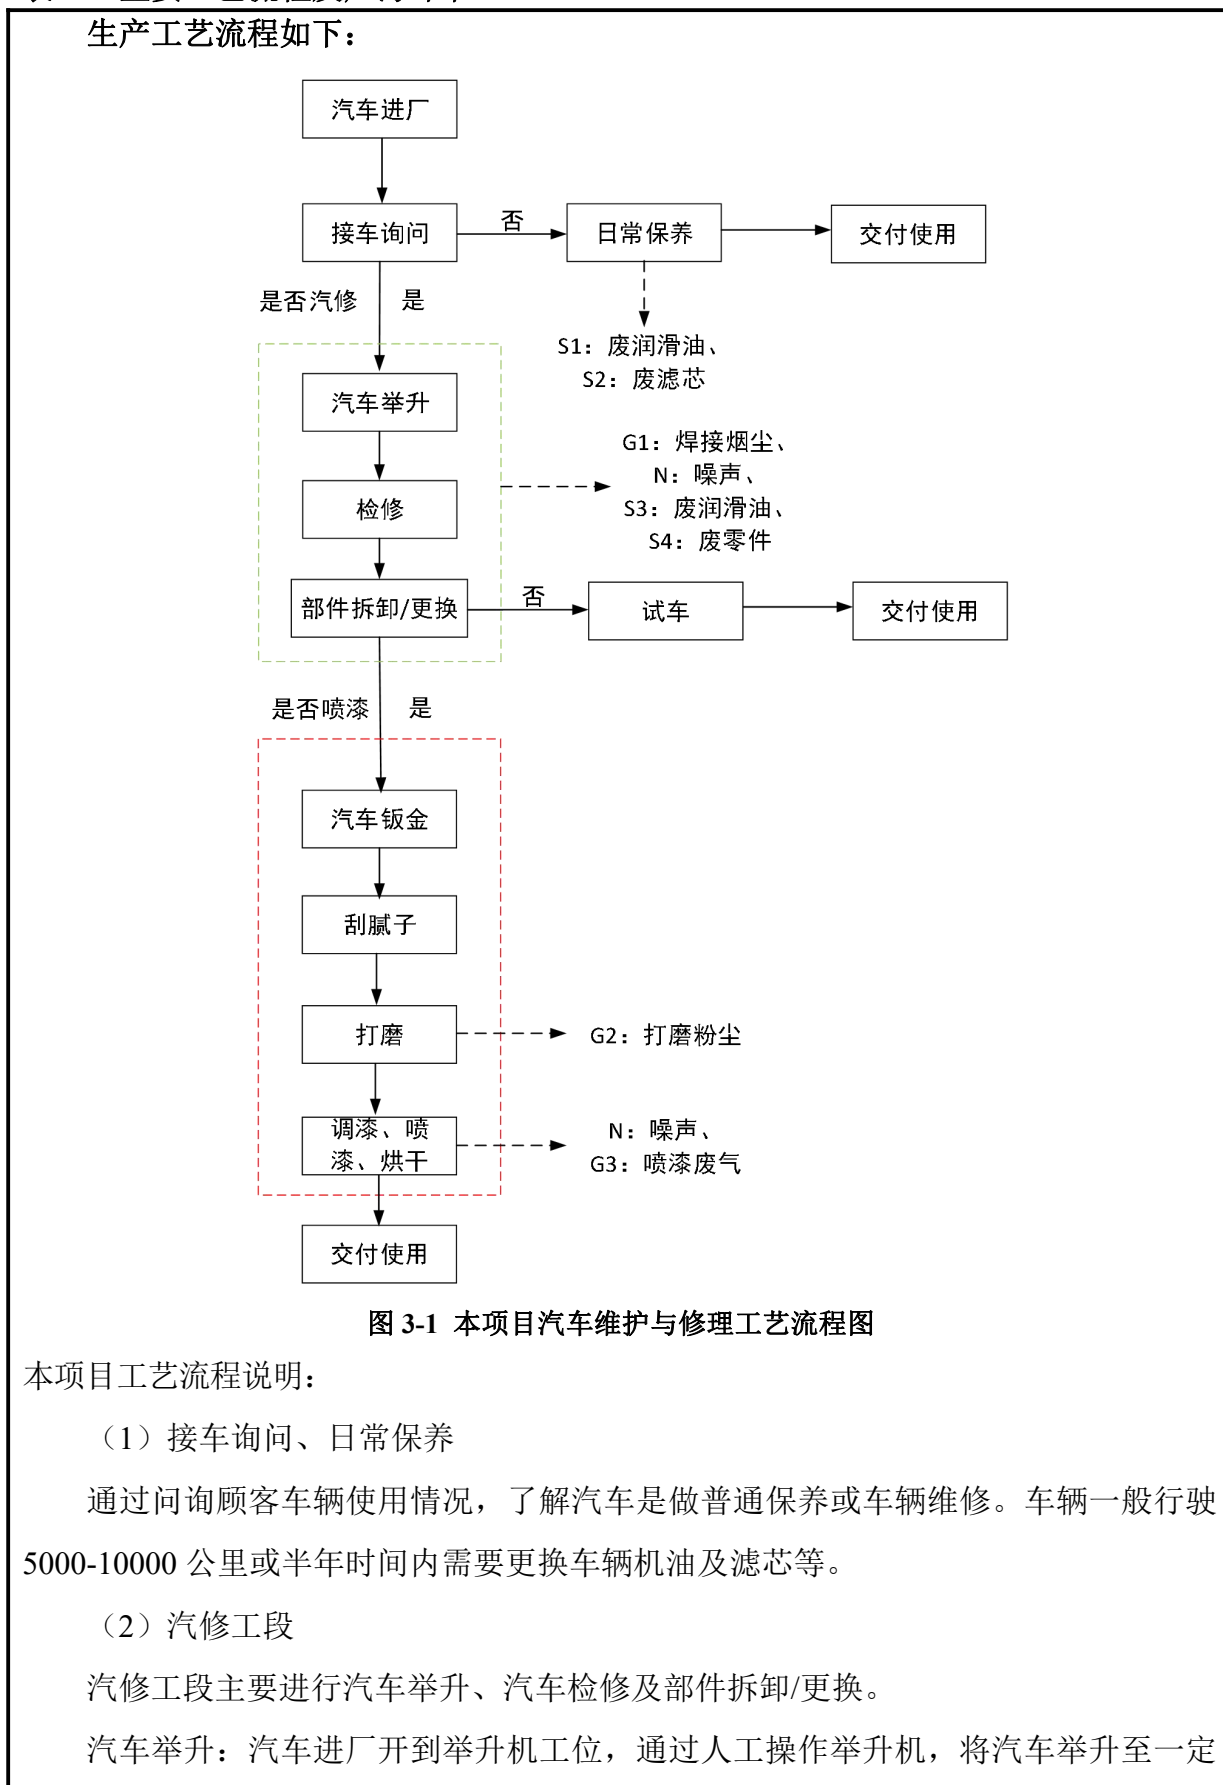 生产工艺流程如下：
汽车进厂
接车询问
否
日常保养
交付使用
是否汽修
是
S1：废润滑油、
S2：废滤芯
汽车举升
G1：焊接烟尘、
N：噪声、
S3：废润滑油、
S4：废零件
检修
部件拆卸/更换
否
试车
交付使用
是否喷漆
是
汽车钣金
刮腻子
打磨
G2：打磨粉尘
调漆、喷
漆、烘干
N：噪声、
G3：喷漆废气
交付使用
图 3-1 本项目汽车维护与修理工艺流程图
本项目工艺流程说明：
（1）接车询问、日常保养
通过问询顾客车辆使用情况，了解汽车是做普通保养或车辆维修。车辆一般行驶
5000-10000 公里或半年时间内需要更换车辆机油及滤芯等。
（2）汽修工段
汽修工段主要进行汽车举升、汽车检修及部件拆卸/更换。
汽车举升：汽车进厂开到举升机工位，通过人工操作举升机，将汽车举升至一定